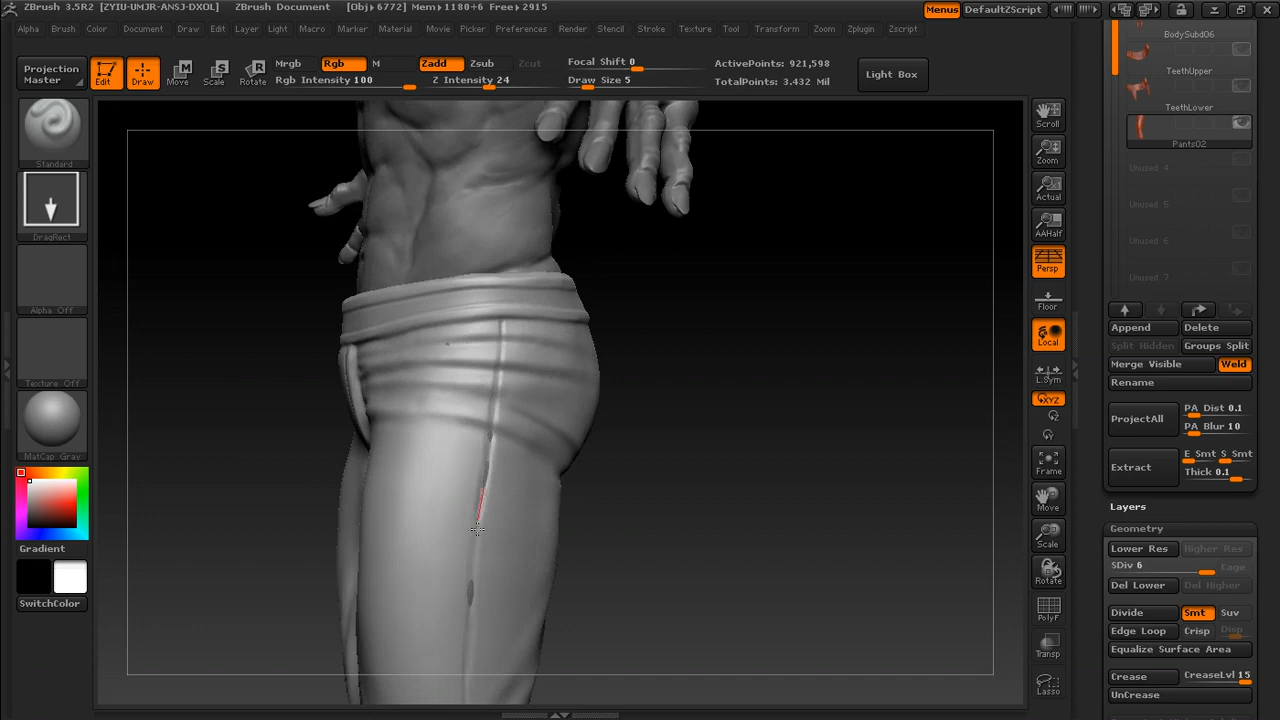 ZBrush 3.5R2 [ZYIU-UMJR-ANSJ-DXOL] ZBrush Document [Obj▸6772] Mem▸1180+6 Free▸2915 Menus DefaultZScript
Alpha Brush Color Document Draw Edit Layer Light Macro Marker Material Movie Picker Preferences Render Stencil Stroke Texture Tool Transform Zoom Zplugin Zscript
Projection Master
Edit Draw Move Scale Rotate
Mrgb Rgb M
Rgb Intensity 100
Zadd Zsub Zcut
Z Intensity 24
Focal Shift 0
Draw Size 5
ActivePoints: 921,598
TotalPoints: 3.432 Mil
Light Box
Standard
DragRect
Alpha Off
Texture Off
MatCap Gray
Gradient
SwitchColor
Scroll
Zoom
Actual
AAHalf
Persp
Floor
Local
L.Sym
XYZ
Frame
Move
Scale
Rotate
PolyF
Transp
Lasso
BodySubd06
TeethUpper
TeethLower
Pants02
Unused 4
Unused 5
Unused 6
Unused 7
Append Delete
Split Hidden Groups Split
Merge Visible Weld
Rename
ProjectAll PA Dist 0.1
PA Blur 10
Extract E Smt S Smt
Thick 0.1
Layers
Geometry
Lower Res Higher Res
SDiv 6 Cage
Del Lower Del Higher
Divide Smt Suv
Edge Loop Crisp Disp
Equalize Surface Area
Crease CreaseLvl 15
UnCrease